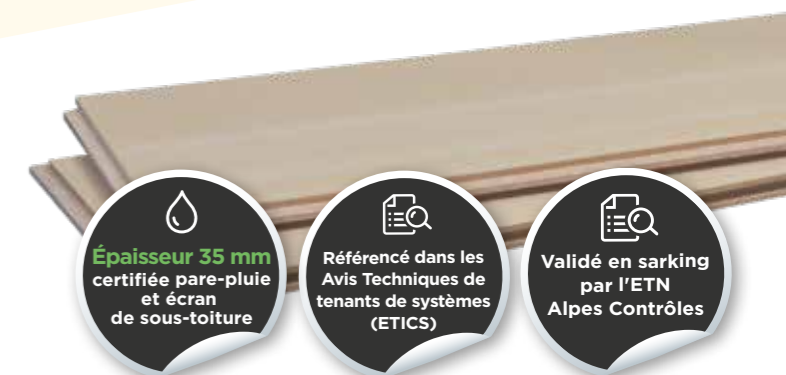 Épaisseur 35 mm
certifiée pare-pluie
et écran
de sous-toiture
Référencé dans les
Avis Techniques de
tenants de systèmes
(ETICS)
Validé en sarking
par l'ETN
Alpes Contrôles